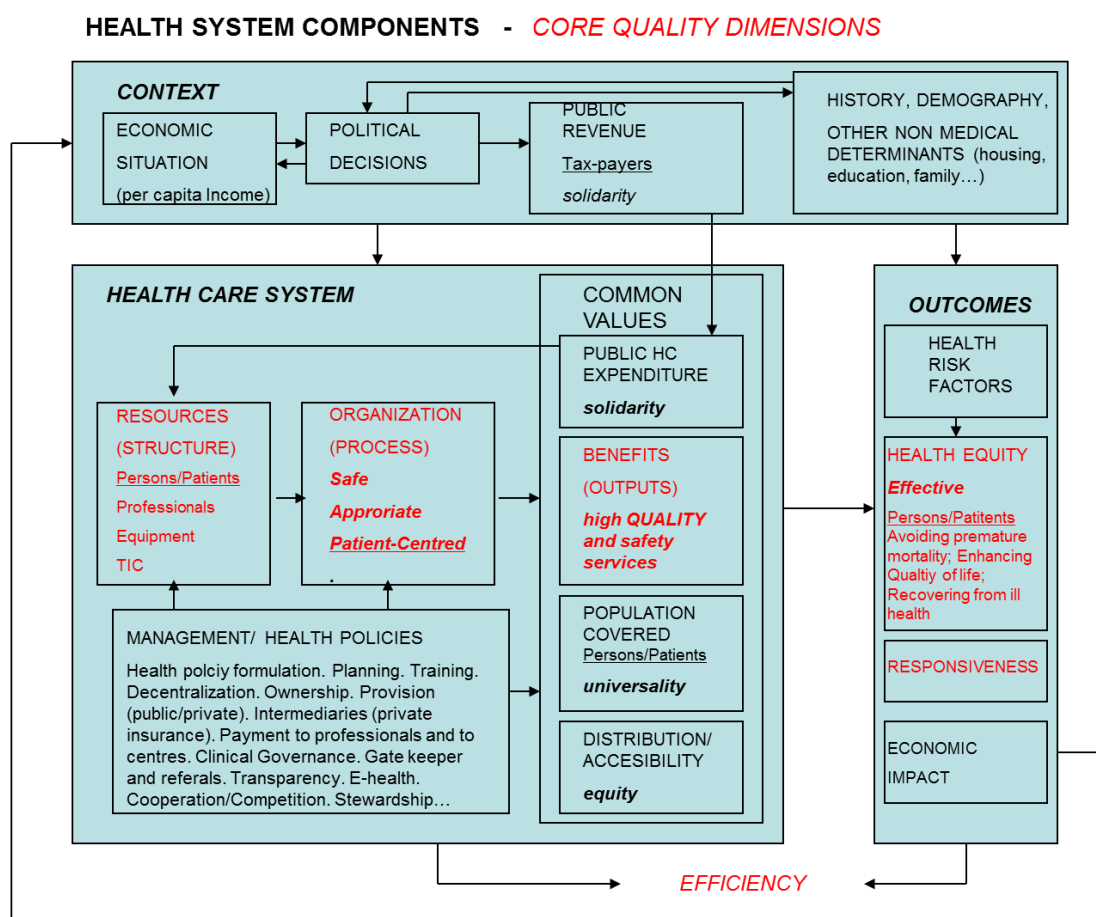 HEALTH SYSTEM COMPONENTS - CORE QUALITY DIMENSIONS
CONTEXT
ECONOMIC
SITUATION
(per capita Income)
POLITICAL
DECISIONS
PUBLIC
REVENUE
Tax-payers
solidarity
HISTORY, DEMOGRAPHY,
OTHER NON MEDICAL
DETERMINANTS (housing,
education, family…)
HEALTH CARE SYSTEM
RESOURCES
(STRUCTURE)
Persons/Patients
Professionals
Equipment
TIC
ORGANIZATION
(PROCESS)
Safe
Approriate
Patient-Centred
.
MANAGEMENT/ HEALTH POLICIES
Health polciy formulation. Planning. Training.
Decentralization. Ownership. Provision
(public/private). Intermediaries (private
insurance). Payment to professionals and to
centres. Clinical Governance. Gate keeper
and referals. Transparency. E-health.
Cooperation/Competition. Stewardship…
COMMON
VALUES
PUBLIC HC
EXPENDITURE
solidarity
BENEFITS
(OUTPUTS)
high QUALITY
and safety
services
POPULATION
COVERED
Persons/Patients
universality
DISTRIBUTION/
ACCESIBILITY
equity
OUTCOMES
HEALTH
RISK
FACTORS
HEALTH EQUITY
Effective
Persons/Patitents
Avoiding premature
mortality; Enhancing
Qualtiy of life;
Recovering from ill
health
RESPONSIVENESS
ECONOMIC
IMPACT
EFFICIENCY